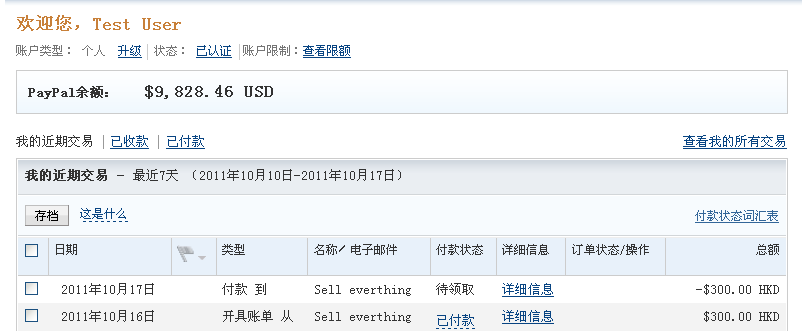 欢迎您，Test User
账户类型： 个人 升级 | 状态： 已认证 | 账户限制：查看限额
PayPal余额： $9,828.46 USD
我的近期交易 | 已收款 | 已付款 查看我的所有交易
我的近期交易 - 最近7天 （2011年10月10日-2011年10月17日）
存档 这是什么 付款状态词汇表
日期 类型 名称/电子邮件 付款状态 详细信息 订单状态/操作 总额
2011年10月17日 付款 到 Sell everthing 待领取 详细信息 -$300.00 HKD
2011年10月16日 开具账单 从 Sell everthing 已付款 详细信息 $300.00 HKD